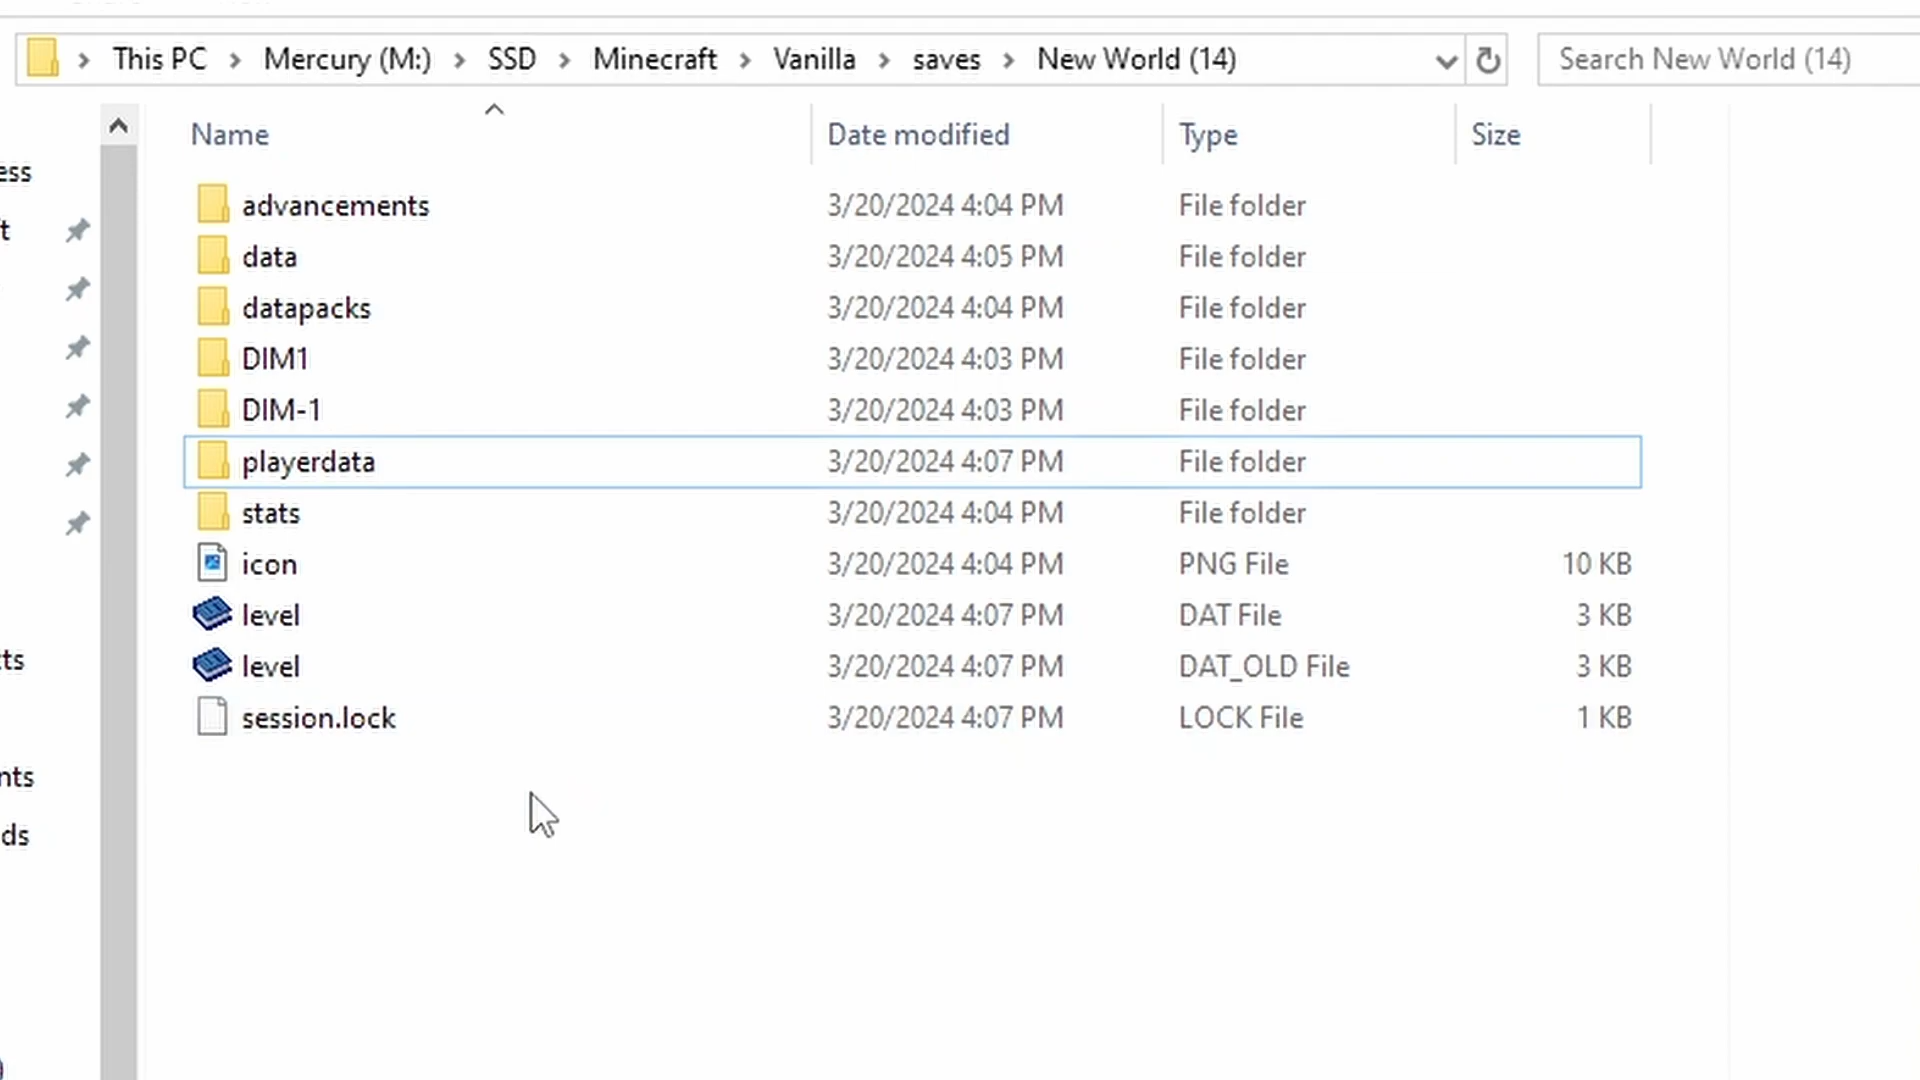 This PC > Mercury (M:) > SSD > Minecraft > Vanilla > saves > New World (14)
Search New World (14)
Name Date modified Type Size
advancements 3/20/2024 4:04 PM File folder
data 3/20/2024 4:05 PM File folder
datapacks 3/20/2024 4:04 PM File folder
DIM1 3/20/2024 4:03 PM File folder
DIM-1 3/20/2024 4:03 PM File folder
playerdata 3/20/2024 4:07 PM File folder
stats 3/20/2024 4:04 PM File folder
icon 3/20/2024 4:04 PM PNG File 10 KB
level 3/20/2024 4:07 PM DAT File 3 KB
level 3/20/2024 4:07 PM DAT_OLD File 3 KB
session.lock 3/20/2024 4:07 PM LOCK File 1 KB
ess
t
ts
nts
ds